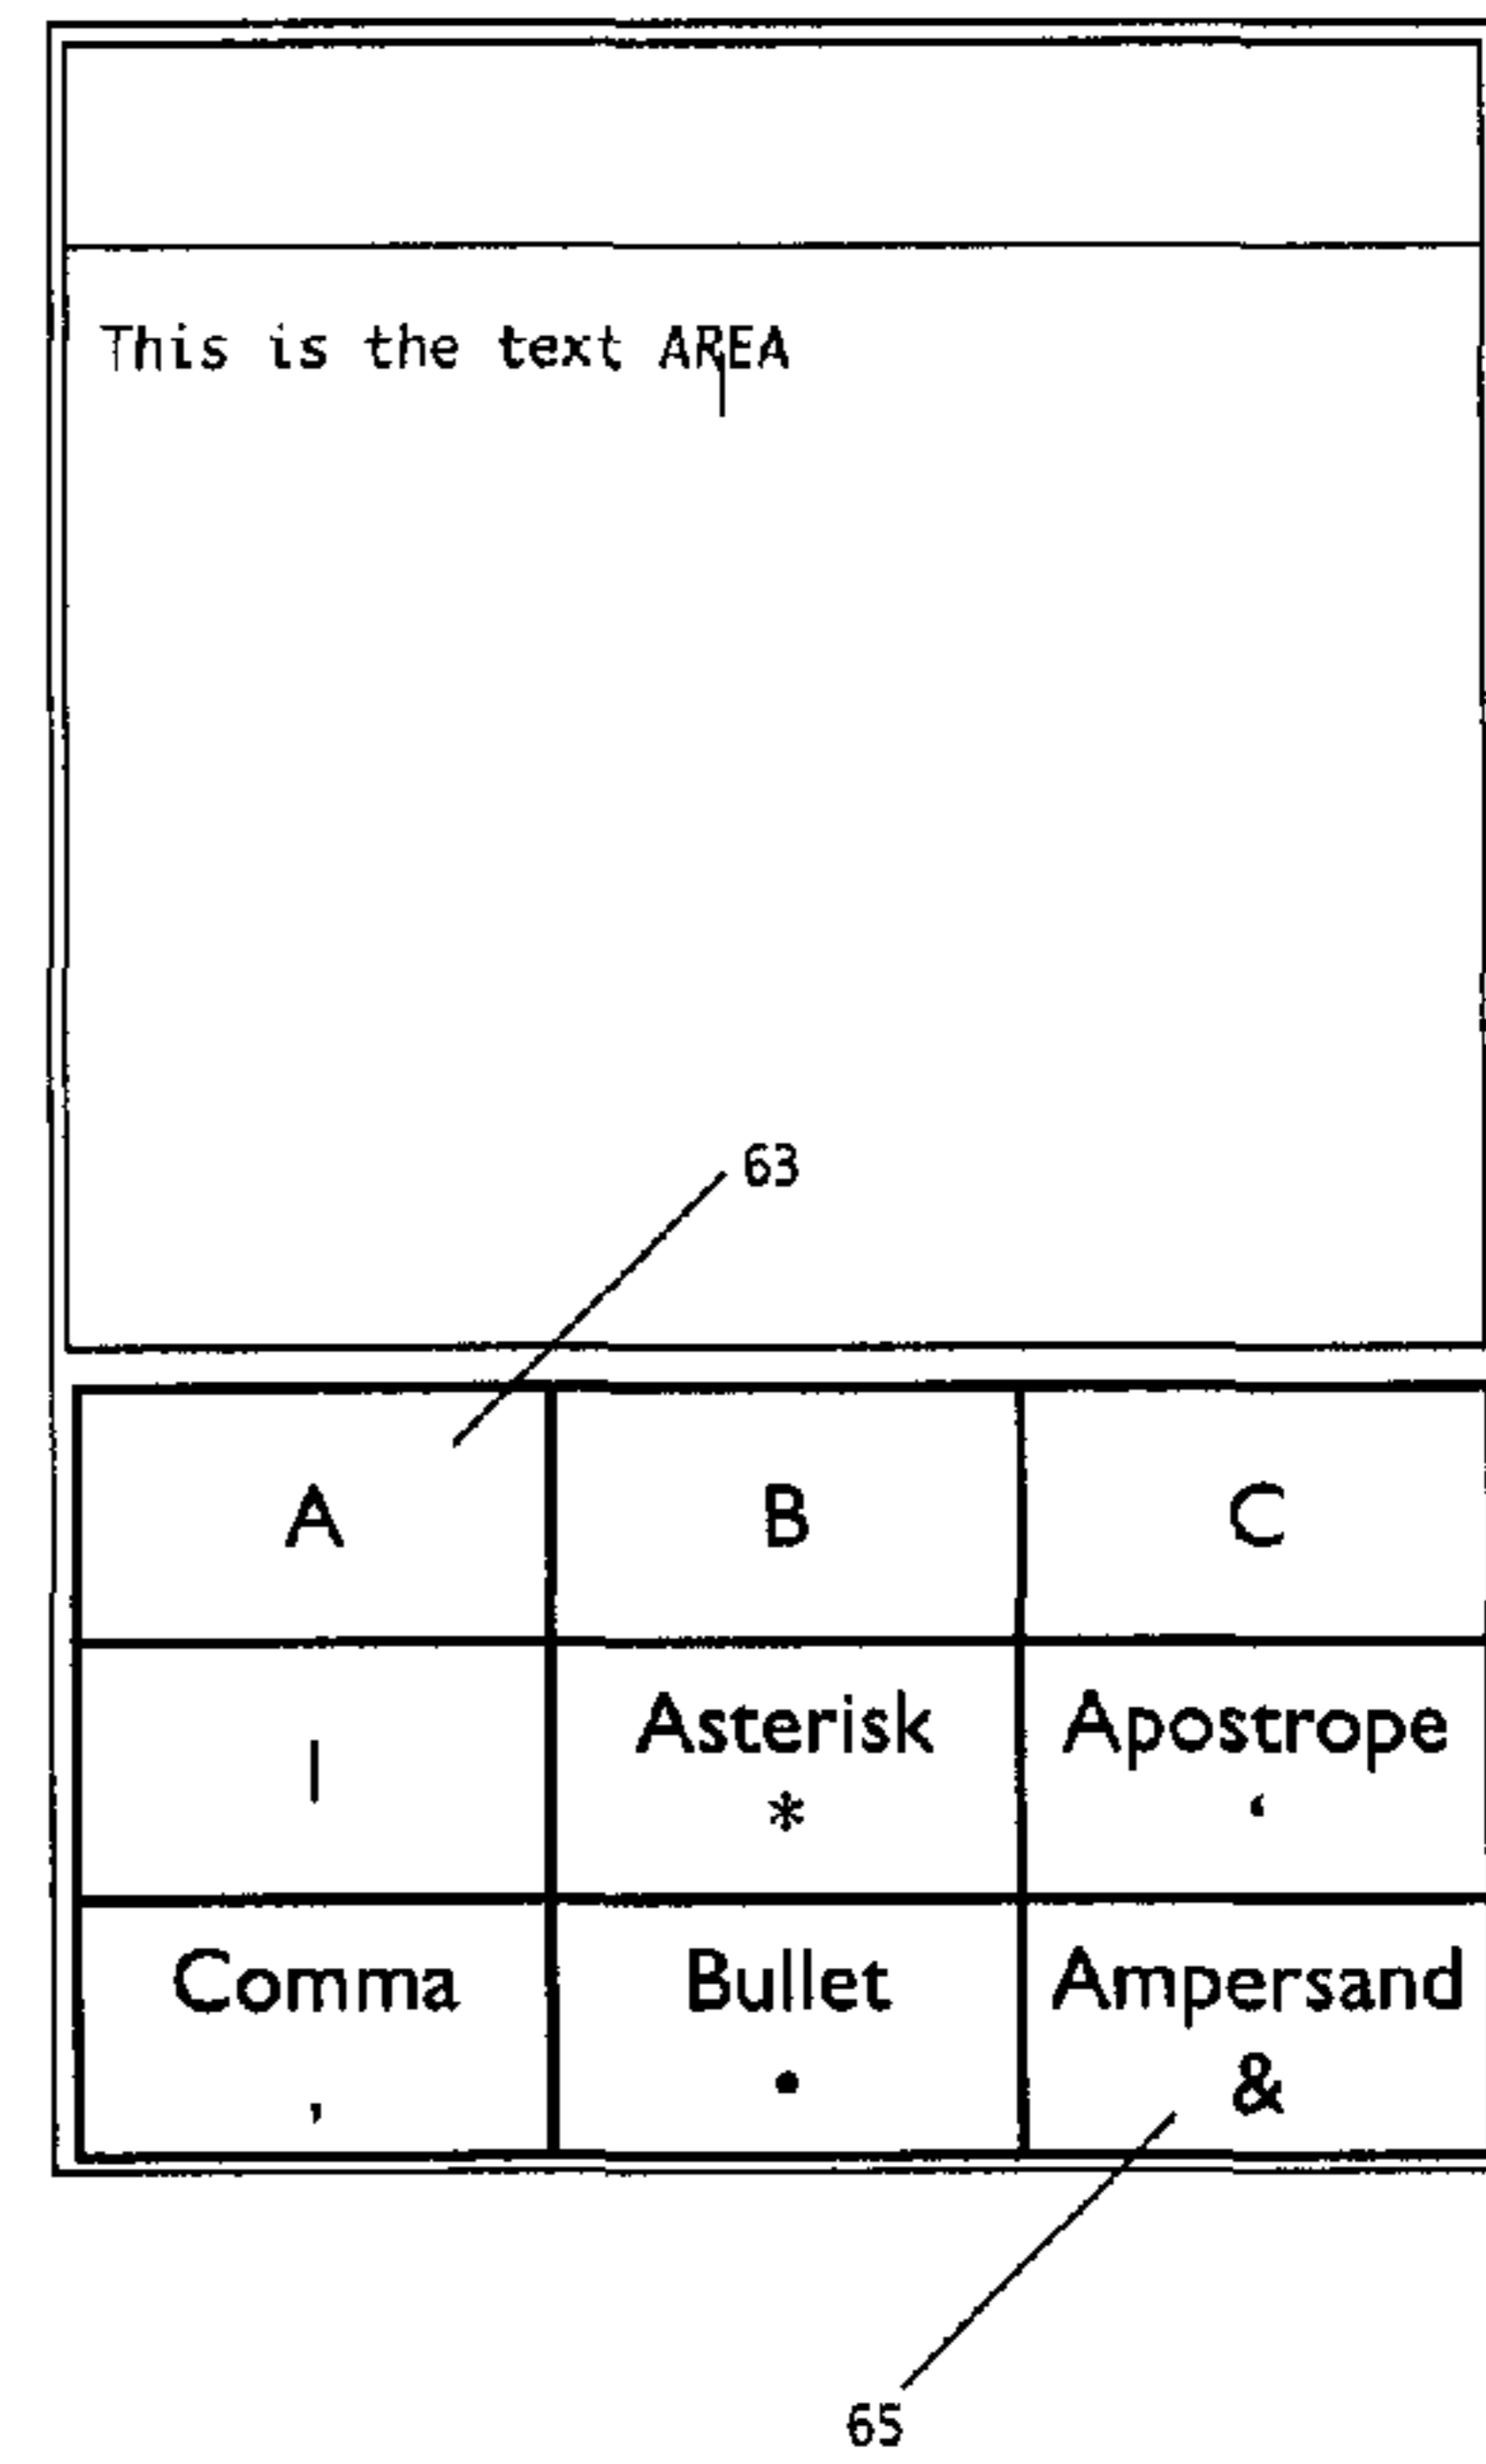 This is the text AREA
63
A B C
| Asterisk Apostrope
* ‘
Comma Bullet Ampersand
, • &
65